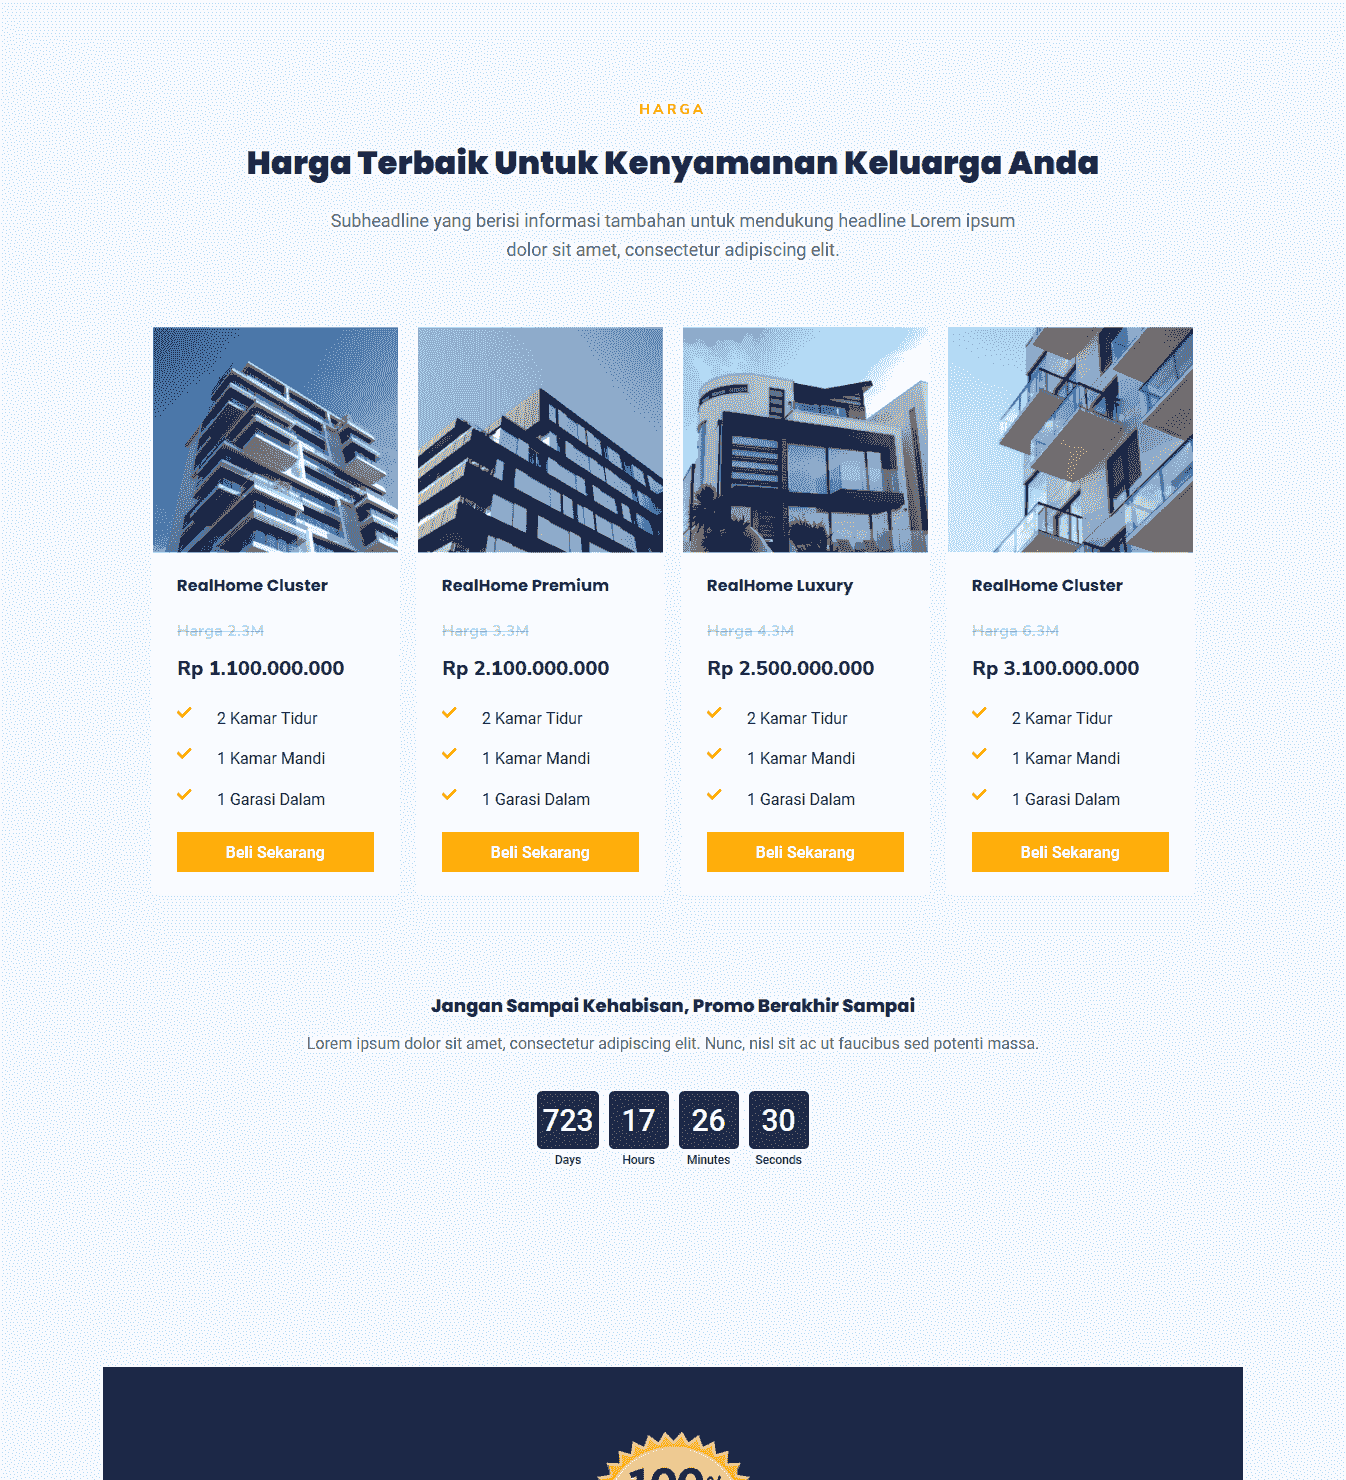 HARGA
Harga Terbaik Untuk Kenyamanan Keluarga Anda
Subheadline yang berisi informasi tambahan untuk mendukung headline Lorem ipsum
dolor sit amet, consectetur adipiscing elit.
RealHome Cluster
Harga 2.3M
Rp 1.100.000.000
2 Kamar Tidur
1 Kamar Mandi
1 Garasi Dalam
Beli Sekarang
RealHome Premium
Harga 3.3M
Rp 2.100.000.000
2 Kamar Tidur
1 Kamar Mandi
1 Garasi Dalam
Beli Sekarang
RealHome Luxury
Harga 4.3M
Rp 2.500.000.000
2 Kamar Tidur
1 Kamar Mandi
1 Garasi Dalam
Beli Sekarang
RealHome Cluster
Harga 6.3M
Rp 3.100.000.000
2 Kamar Tidur
1 Kamar Mandi
1 Garasi Dalam
Beli Sekarang
Jangan Sampai Kehabisan, Promo Berakhir Sampai
Lorem ipsum dolor sit amet, consectetur adipiscing elit. Nunc, nisl sit ac ut faucibus sed potenti massa.
723 17 26 30
Days Hours Minutes Seconds
100%